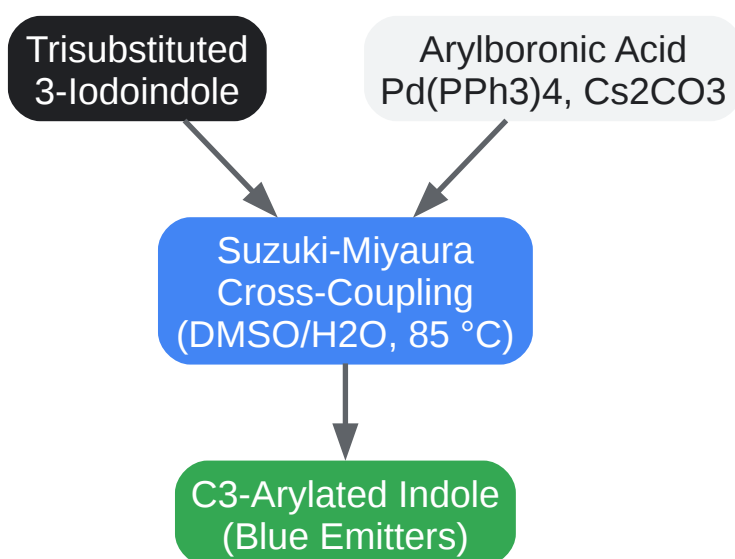 Trisubstituted
3-Iodoindole
Arylboronic Acid
Pd(PPh3)4, Cs2CO3
Suzuki-Miyaura
Cross-Coupling
(DMSO/H2O, 85 °C)
C3-Arylated Indole
(Blue Emitters)